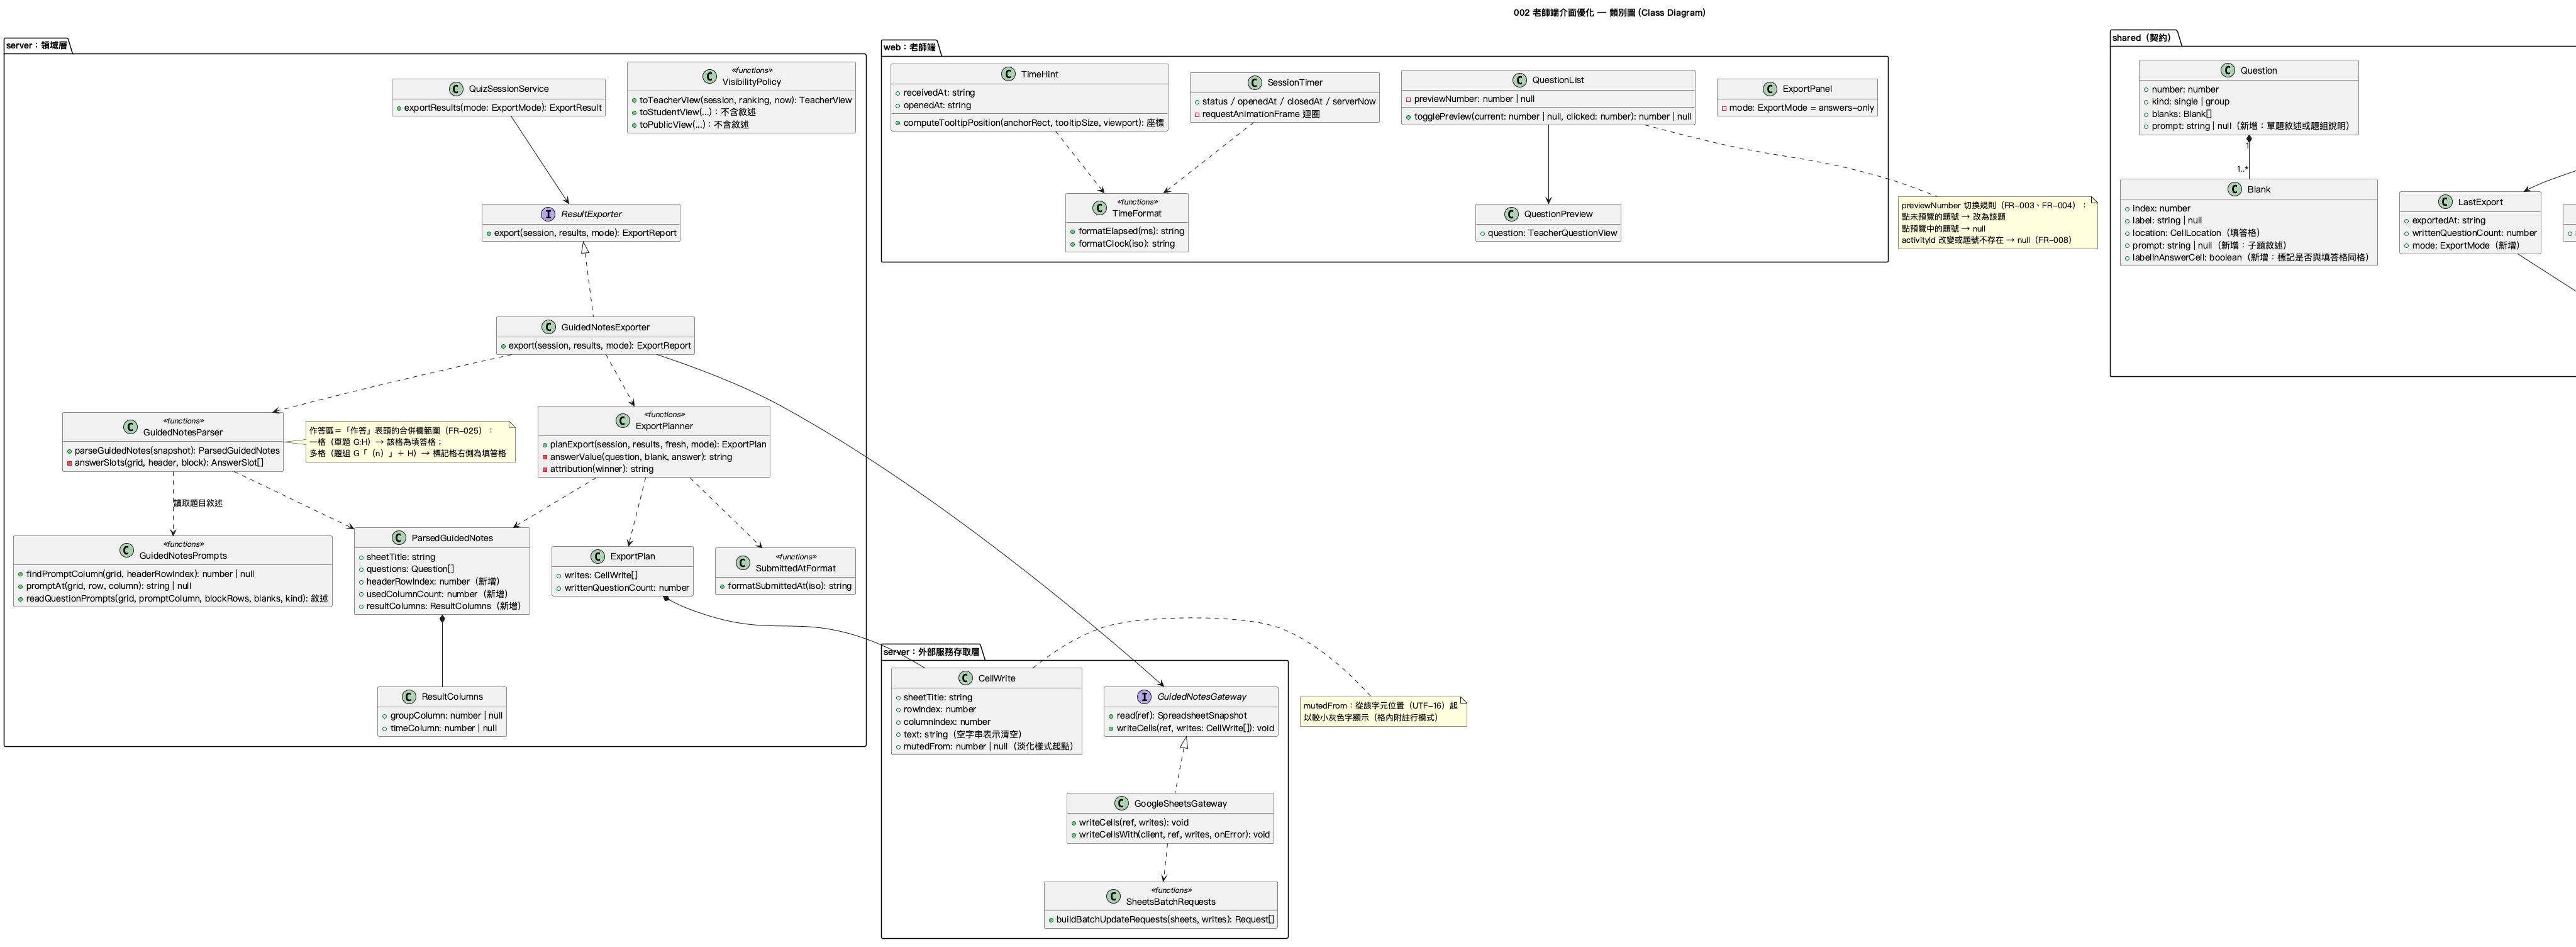 002 老師端介面優化 — 類別圖 (Class Diagram)
server：領域層
QuizSessionService
exportResults(mode: ExportMode): ExportResult
«functions»
VisibilityPolicy
toTeacherView(session, ranking, now): TeacherView
toStudentView(...)：不含敘述
toPublicView(...)：不含敘述
ResultExporter
export(session, results, mode): ExportReport
GuidedNotesExporter
export(session, results, mode): ExportReport
«functions»
GuidedNotesParser
parseGuidedNotes(snapshot): ParsedGuidedNotes
answerSlots(grid, header, block): AnswerSlot[]
作答區＝「作答」表頭的合併欄範圍（FR-025）：
一格（單題 G:H）→ 該格為填答格；
多格（題組 G「（n）」＋ H）→ 標記格右側為填答格
«functions»
ExportPlanner
planExport(session, results, fresh, mode): ExportPlan
answerValue(question, blank, answer): string
attribution(winner): string
讀取題目敘述
«functions»
GuidedNotesPrompts
findPromptColumn(grid, headerRowIndex): number | null
promptAt(grid, row, column): string | null
readQuestionPrompts(grid, promptColumn, blockRows, blanks, kind): 敘述
ParsedGuidedNotes
sheetTitle: string
questions: Question[]
headerRowIndex: number（新增）
usedColumnCount: number（新增）
resultColumns: ResultColumns（新增）
ExportPlan
writes: CellWrite[]
writtenQuestionCount: number
«functions»
SubmittedAtFormat
formatSubmittedAt(iso): string
ResultColumns
groupColumn: number | null
timeColumn: number | null
web：老師端
TimeHint
receivedAt: string
openedAt: string
computeTooltipPosition(anchorRect, tooltipSize, viewport): 座標
SessionTimer
status / openedAt / closedAt / serverNow
requestAnimationFrame 迴圈
QuestionList
previewNumber: number | null
togglePreview(current: number | null, clicked: number): number | null
ExportPanel
mode: ExportMode = answers-only
«functions»
TimeFormat
formatElapsed(ms): string
formatClock(iso): string
QuestionPreview
question: TeacherQuestionView
previewNumber 切換規則（FR-003、FR-004）：
點未預覽的題號 → 改為該題
點預覽中的題號 → null
activityId 改變或題號不存在 → null（FR-008）
server：外部服務存取層
CellWrite
sheetTitle: string
rowIndex: number
columnIndex: number
text: string（空字串表示清空）
mutedFrom: number | null（淡化樣式起點）
GuidedNotesGateway
read(ref): SpreadsheetSnapshot
writeCells(ref, writes: CellWrite[]): void
mutedFrom：從該字元位置（UTF-16）起
以較小灰色字顯示（格內附註行模式）
GoogleSheetsGateway
writeCells(ref, writes): void
writeCellsWith(client, ref, writes, onError): void
«functions»
SheetsBatchRequests
buildBatchUpdateRequests(sheets, writes): Request[]
shared（契約）
Question
number: number
kind: single | group
blanks: Blank[]
prompt: string | null（新增：單題敘述或題組說明）
1
1..*
Blank
index: number
label: string | null
location: CellLocation（填答格）
prompt: string | null（新增：子題敘述）
labelInAnswerCell: boolean（新增：標記是否與填答格同格）
LastExport
exportedAt: string
writtenQuestionCount: number
mode: ExportMode（新增）